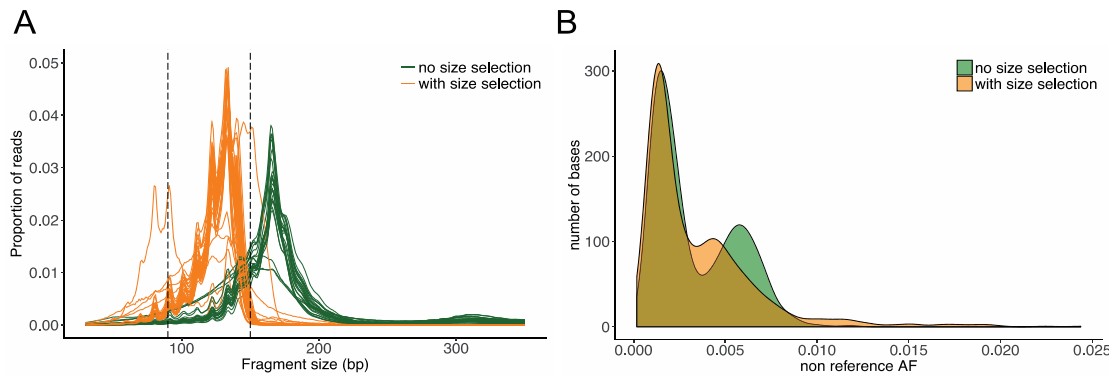 A
Proportion of reads
0.05
0.04
0.03
0.02
0.01
0.00
100
200
300
Fragment size (bp)
no size selection
with size selection
B
number of bases
300
200
100
0
0.000
0.005
0.010
0.015
0.020
0.025
non reference AF
no size selection
with size selection